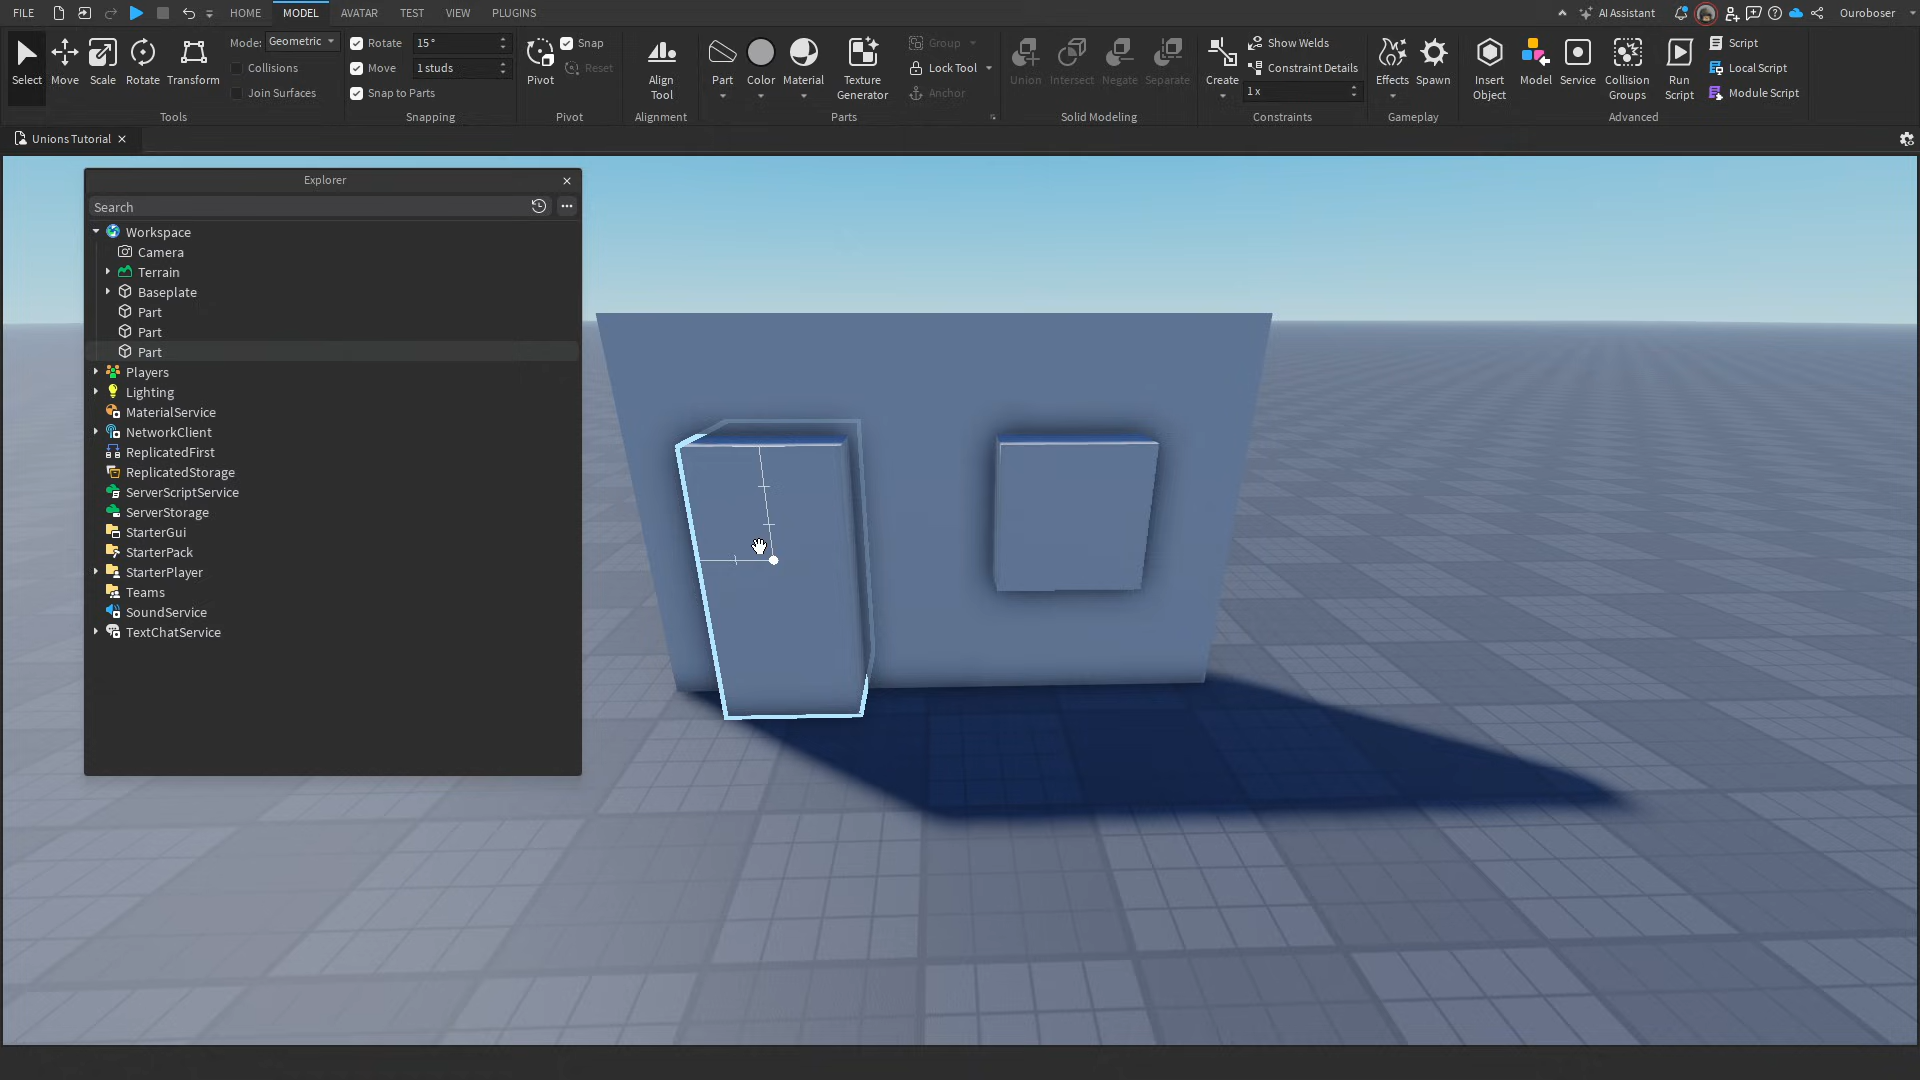 FILE HOME MODEL AVATAR TEST VIEW PLUGINS AI Assistant Ouroboser
Select Move Scale Rotate Transform
Mode: Geometric
Collisions
Join Surfaces
Tools
Rotate 15°
Move 1 studs
Snap to Parts
Snapping
Pivot Snap
Reset
Pivot
Align
Tool
Alignment
Part Color Material Texture
Generator
Group
Lock Tool
Anchor
Parts
Union Intersect Negate Separate
Solid Modeling
Create Show Welds
Constraint Details
1 x
Constraints
Effects Spawn
Gameplay
Insert
Object
Model Service Collision
Groups
Run
Script
Script
Local Script
Module Script
Advanced
Unions Tutorial
Explorer
Search
Workspace
Camera
Terrain
Baseplate
Part
Part
Part
Players
Lighting
MaterialService
NetworkClient
ReplicatedFirst
ReplicatedStorage
ServerScriptService
ServerStorage
StarterGui
StarterPack
StarterPlayer
Teams
SoundService
TextChatService